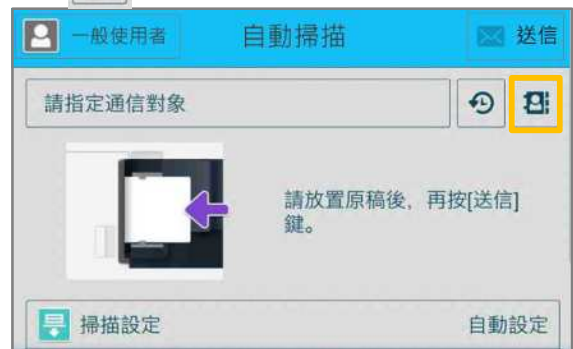 一般使用者
自動掃描
送信
請指定通信對象
請放置原稿後，再按[送信]
鍵。
掃描設定
自動設定